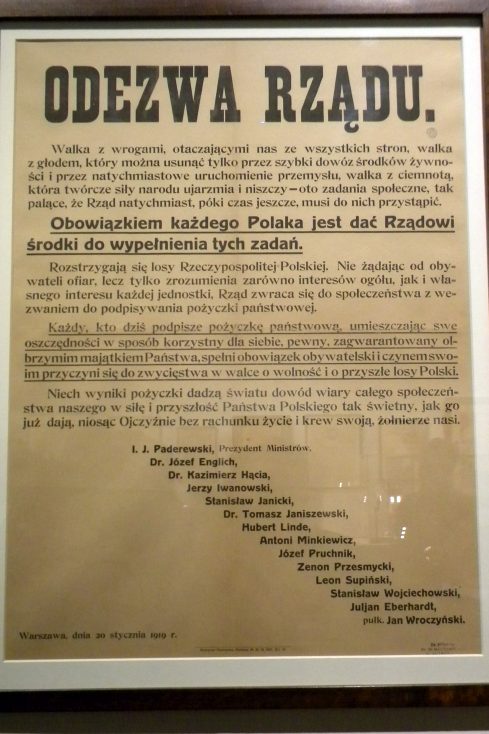 ODEZWA RZĄDU.
Walka z wrogami, otaczającymi nas ze wszystkich stron, walka
z głodem, który można usunąć tylko przez szybki dowóz środków żywno-
ści i przez natychmiastowe uruchomienie przemysłu, walka z ciemnotą,
która twórcze siły narodu ujarzmia i niszczy—oto zadania społeczne, tak
palące, że Rząd natychmiast, póki czas jeszcze, musi do nich przystąpić.
Obowiązkiem każdego Polaka jest dać Rządowi
środki do wypełnienia tych zadań.
Rozstrzygają się losy Rzeczypospolitej Polskiej. Nie żądając od oby-
wateli ofiar, lecz tylko zrozumienia zarówno interesów ogółu, jak i wła-
snego interesu każdej jednostki, Rząd zwraca się do społeczeństwa z we-
zwaniem do podpisywania pożyczki państwowej.
Każdy, kto dziś podpisze pożyczkę państwową, umieszczając swe
oszczędności w sposób korzystny dla siebie, pewny, zagwarantowany ol-
brzymim majątkiem Państwa, spełni obowiązek obywatelski i czynem swo-
im przyczyni się do zwycięstwa w walce o wolność i o przyszłe losy Polski.
Niech wyniki pożyczki dadzą światu dowód wiary całego społeczeń-
stwa naszego w siłę i przyszłość Państwa Polskiego tak świetny, jak go
już dają, niosąc Ojczyźnie bez rachunku życie i krew swoją, żołnierze nasi.
I. J. Paderewski, Prezydent Ministrów.
Dr. Józef Englich,
Dr. Kazimierz Hącia,
Jerzy Iwanowski,
Stanisław Janicki,
Dr. Tomasz Janiszewski,
Hubert Linde,
Antoni Minkiewicz,
Józef Pruchnik,
Zenon Przesmycki,
Leon Supiński,
Stanisław Wojciechowski,
Juljan Eberhardt,
pułk. Jan Wroczyński.
Warszawa, dnia 20 stycznia 1919 r.